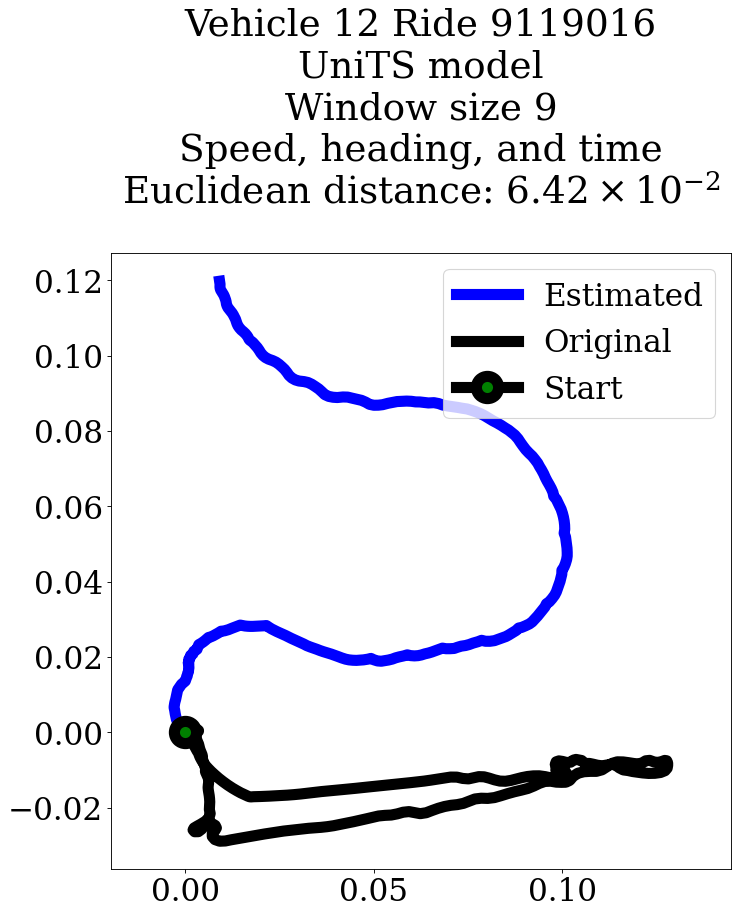 Vehicle 12 Ride 9119016
UniTS model
Window size 9
Speed, heading, and time
Euclidean distance: 6.42 × 10⁻²
Estimated
Original
Start
0.12
0.10
0.08
0.06
0.04
0.02
0.00
−0.02
0.00 0.05 0.10